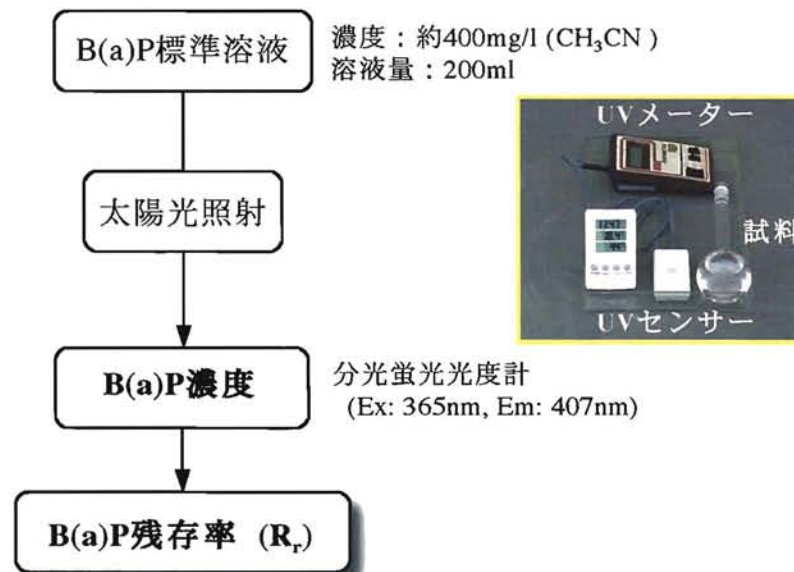 B(a)P標準溶液
濃度：約400mg/l (CH₃CN )
溶液量：200ml
太陽光照射
UVメーター
試料
UVセンサー
B(a)P濃度
分光蛍光光度計
(Ex: 365nm, Em: 407nm)
B(a)P残存率 (Rᵣ)